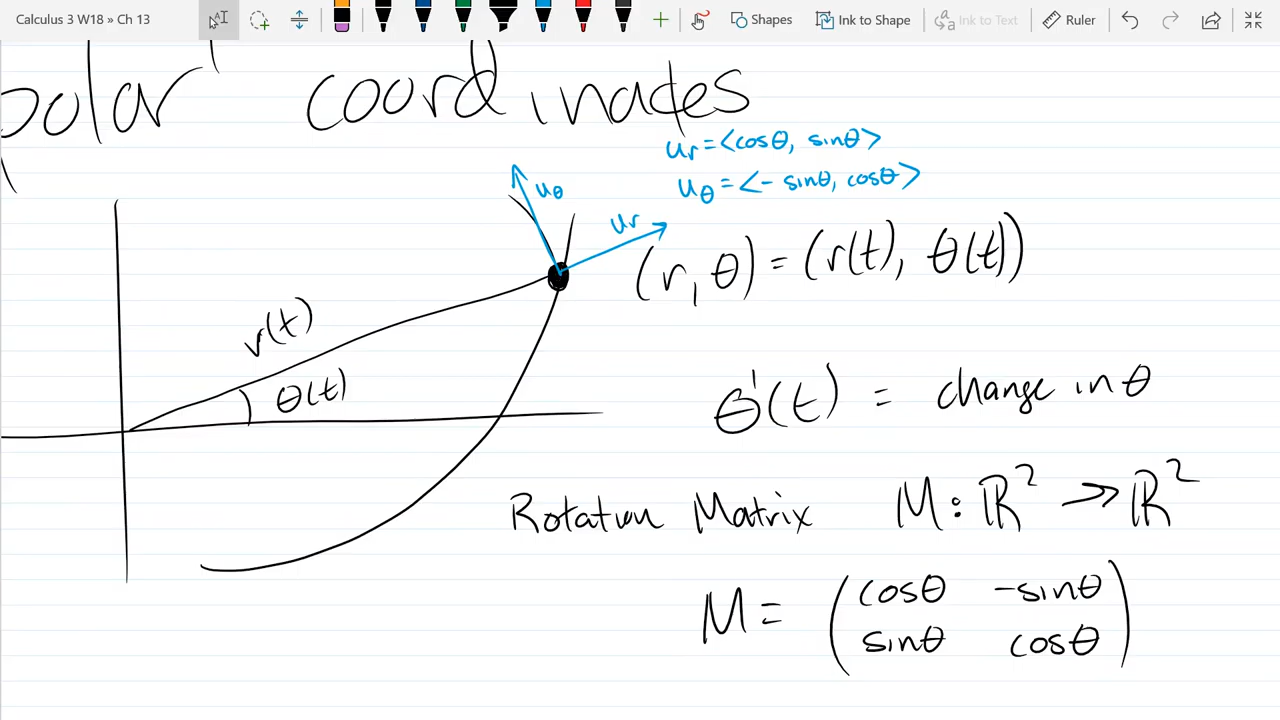 Calculus 3 W18 » Ch 13
Shapes
Ink to Shape
Ink to Text
Ruler
polar coordinates
ur = <cosθ, sinθ>
uθ = <- sinθ, cosθ>
uθ
ur
(r, θ) = (r(t), θ(t))
r(t)
θ(t)
θ'(t) = change in θ
Rotation Matrix M: ℝ² → ℝ²
M = (cosθ -sinθ
sinθ cosθ)